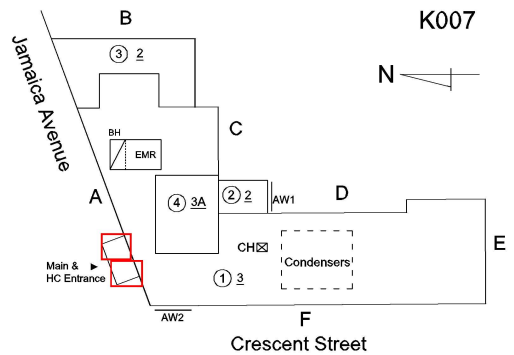 B
K007
③ 2
Jamaica Avenue
N
C
BH
EMR
A
④ 3A
② 2
AW1
D
E
CH
Condensers
Main &
HC Entrance
① 3
AW2
F
Crescent Street